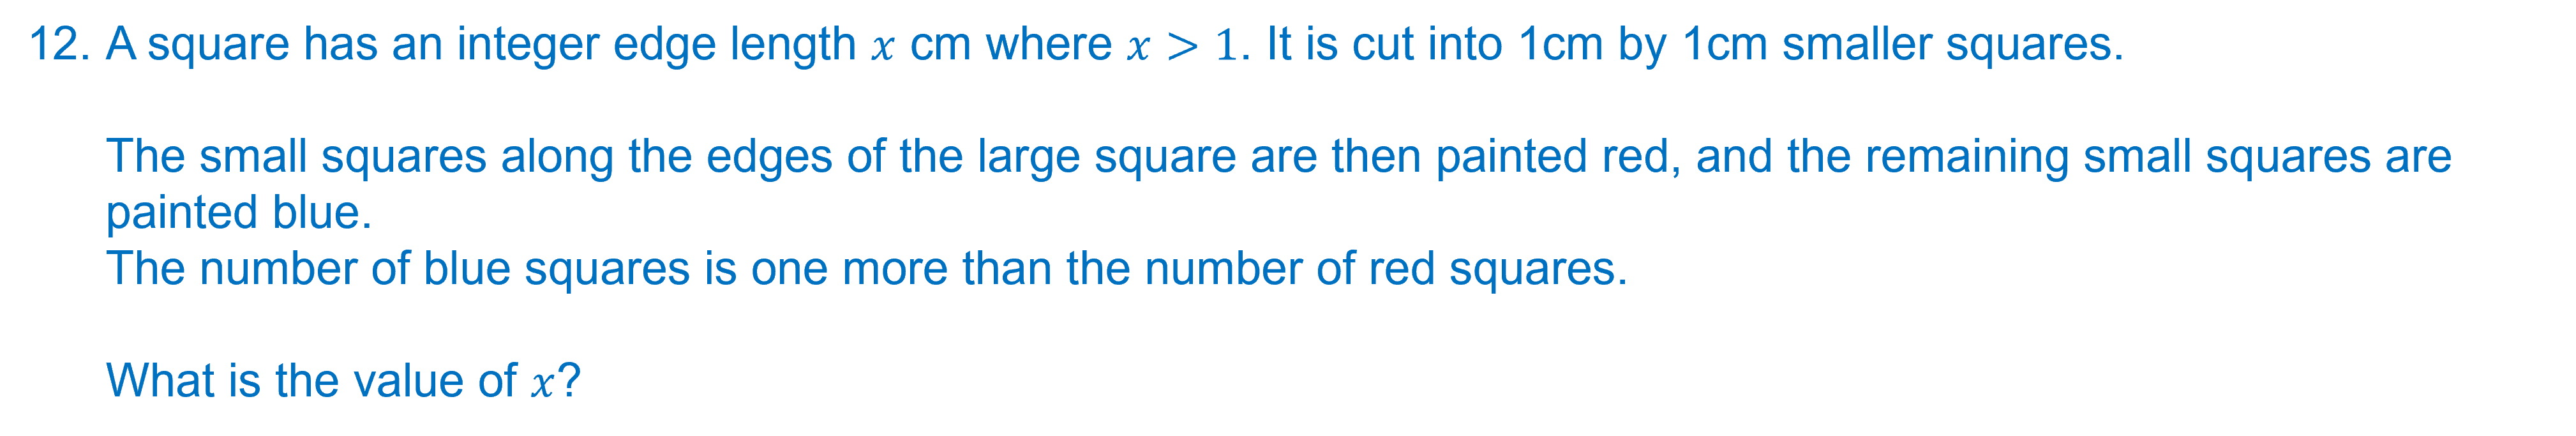 12. A square has an integer edge length x cm where x > 1. It is cut into 1cm by 1cm smaller squares.
The small squares along the edges of the large square are then painted red, and the remaining small squares are
painted blue.
The number of blue squares is one more than the number of red squares.
What is the value of x?